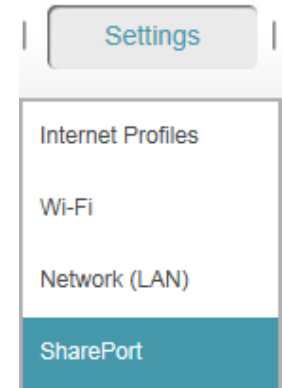 Settings
Internet Profiles
Wi-Fi
Network (LAN)
SharePort